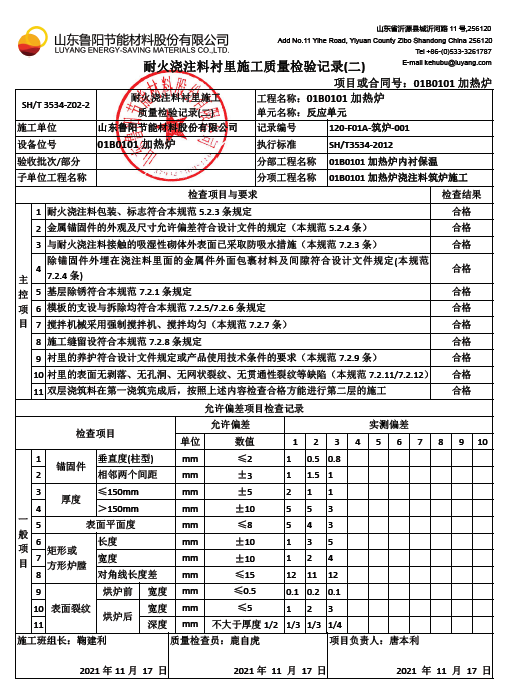 山东鲁阳节能材料股份有限公司
LUYANG ENERGY-SAVING MATERIALS CO.,LTD.
山东省沂源县城沂河路 11 号,256120
Add No.11 Yihe Road, Yiyuan County Zibo Shandong China 256120
Tel +86-(0)533-3261787
E-mail kehubu@luyang.com
耐火浇注料衬里施工质量检验记录(二)
项目或合同号：01B0101 加热炉
SH/T 3534-Z02-2 耐火浇注料衬里施工 工程名称：01B0101 加热炉
质量检验记录(二) 单元名称：反应单元
施工单位 山东鲁阳节能材料股份有限公司 记录编号 120-F01A-筑炉-001
设备位号 01B0101 加热炉 执行标准 SH/T3534-2012
验收批次/部分 分部工程名称 01B0101 加热炉内衬保温
子单位工程名称 分项工程名称 01B0101 加热炉浇注料筑炉施工
检查项目与要求 检查结果
主控项目
1 耐火浇注料包装、标志符合本规范 5.2.3 条规定 合格
2 金属锚固件的外观及尺寸允许偏差符合设计文件的规定（本规范 5.2.4 条） 合格
3 与耐火浇注料接触的吸湿性砌体外表面已采取防吸水措施（本规范 7.2.3 条） 合格
4 除锚固件外埋在浇注料里面的金属件外面包裹材料及间隙符合设计文件规定(本规范 7.2.4 条) 合格
5 基层除锈符合本规范 7.2.1 条规定 合格
6 模板的支设与拆除均符合本规范 7.2.5/7.2.6 条规定 合格
7 搅拌机械采用强制搅拌机、搅拌均匀（本规范 7.2.7 条） 合格
8 施工缝留设符合本规范 7.2.8 条规定 合格
9 衬里的养护符合设计文件规定或产品使用技术条件的要求（本规范 7.2.9 条） 合格
10 衬里的表面无剥落、无孔洞、无网状裂纹、无贯通性裂纹等缺陷（本规范 7.2.11/7.2.12） 合格
11 双层浇筑料在第一浇筑完成后，按照上述内容检查合格方能进行第二层的施工 合格
允许偏差项目检查记录
检查项目 允许偏差 实测偏差
单位 数值 1 2 3 4 5 6 7 8 9 10
一般项目
1 锚固件 垂直度(柱型) mm ≤2 1 0.5 0.8
2 相邻两个间距 mm ±3 1 1.5 1
3 厚度 ≤150mm mm ±5 2 1 1
4 ＞150mm mm ±10 5 5 3
5 表面平面度 mm ≤8 5 4 3
6 矩形或方形炉膛 长度 mm ±10 1 3 5
7 宽度 mm ±10 1 2 4
8 对角线长度差 mm ≤15 12 11 12
9 表面裂纹 烘炉前 宽度 mm ≤0.5 0.1 0.2 0.1
10 烘炉后 宽度 mm ≤5 1 2 3
11 深度 mm 不大于厚度 1/2 1/3 1/3 1/4
施工班组长：鞠建利 质量检查员：鹿自虎 项目负责人：唐本利
2021 年 11 月 17 日 2021 年 11 月 17 日 2021 年 11 月 17 日